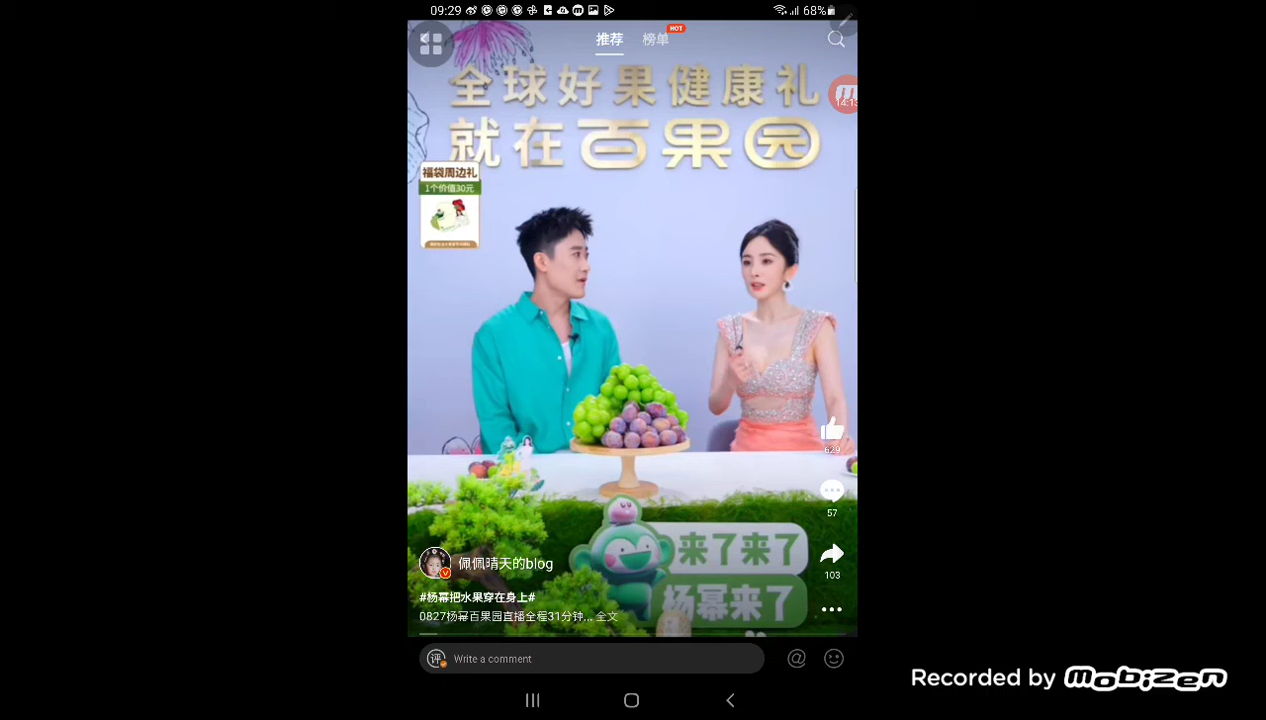 09:29
68%
推荐
榜单
HOT
全球好果健康礼
就在百果园
14:13
福袋周边礼
1个价值30元
629
57
103
来了来了
杨幂来了
佩佩晴天的blog
#杨幂把水果穿在身上#
0827杨幂百果园直播全程31分钟... 全文
评
Write a comment
@
Recorded by mobizen